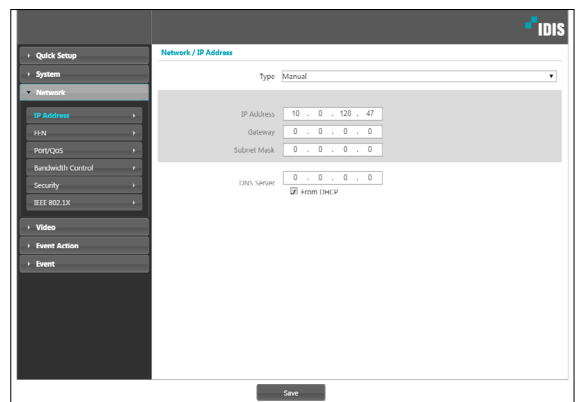 IDIS
Quick Setup
System
Network
IP Address
FEN
Port/QoS
Bandwidth Control
Security
IEEE 802.1X
Video
Event Action
Event
Network / IP Address
Type Manual
IP Address 10 . 0 . 128 . 47
Gateway 0 . 0 . 0 . 0
Subnet Mask 0 . 0 . 0 . 0
DNS Server 0 . 0 . 0 . 0
From DHCP
Save